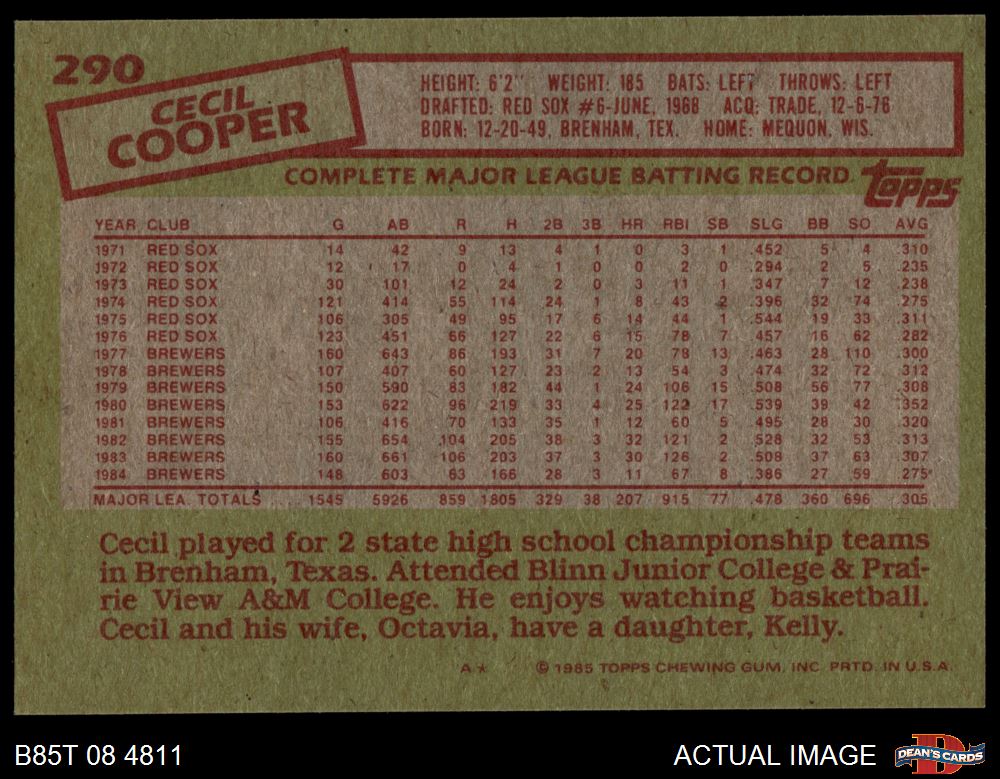 290
CECIL
COOPER
HEIGHT: 6'2" WEIGHT: 185 BATS: LEFT THROWS: LEFT
DRAFTED: RED SOX #6-JUNE, 1968 ACQ: TRADE, 12-6-76
BORN: 12-20-49, BRENHAM, TEX. HOME: MEQUON, WIS.
COMPLETE MAJOR LEAGUE BATTING RECORD topps
YEAR CLUB G AB R H 2B 3B HR RBI SB SLG BB SO AVG
1971 RED SOX 14 42 9 13 4 1 0 3 1 .452 5 4 .310
1972 RED SOX 12 17 0 4 1 0 0 2 0 .294 2 5 .235
1973 RED SOX 30 101 12 24 2 0 3 11 1 .347 7 12 .238
1974 RED SOX 121 414 55 114 24 1 8 43 2 .396 32 74 .275
1975 RED SOX 106 305 49 95 17 6 14 44 1 .544 19 33 .311
1976 RED SOX 123 451 66 127 22 6 15 78 7 .457 16 62 .282
1977 BREWERS 160 643 86 193 31 7 20 78 13 .463 28 110 .300
1978 BREWERS 107 407 60 127 23 2 13 54 3 .474 32 72 .312
1979 BREWERS 150 590 83 182 44 1 24 106 15 .508 56 77 .308
1980 BREWERS 153 622 96 219 33 4 25 122 17 .539 39 42 .352
1981 BREWERS 106 416 70 133 35 1 12 60 5 .495 28 30 .320
1982 BREWERS 155 654 104 205 38 3 32 121 2 .528 32 53 .313
1983 BREWERS 160 661 106 203 37 3 30 126 2 .508 37 63 .307
1984 BREWERS 148 603 63 166 28 3 11 67 8 .386 27 59 .275
MAJOR LEA. TOTALS 1545 5926 859 1805 329 38 207 915 77 .478 360 696 .305
Cecil played for 2 state high school championship teams
in Brenham, Texas. Attended Blinn Junior College & Prai-
rie View A&M College. He enjoys watching basketball.
Cecil and his wife, Octavia, have a daughter, Kelly.
A* © 1985 TOPPS CHEWING GUM, INC. PRTD. IN U.S.A.
B85T 08 4811 ACTUAL IMAGE DEAN'S CARDS